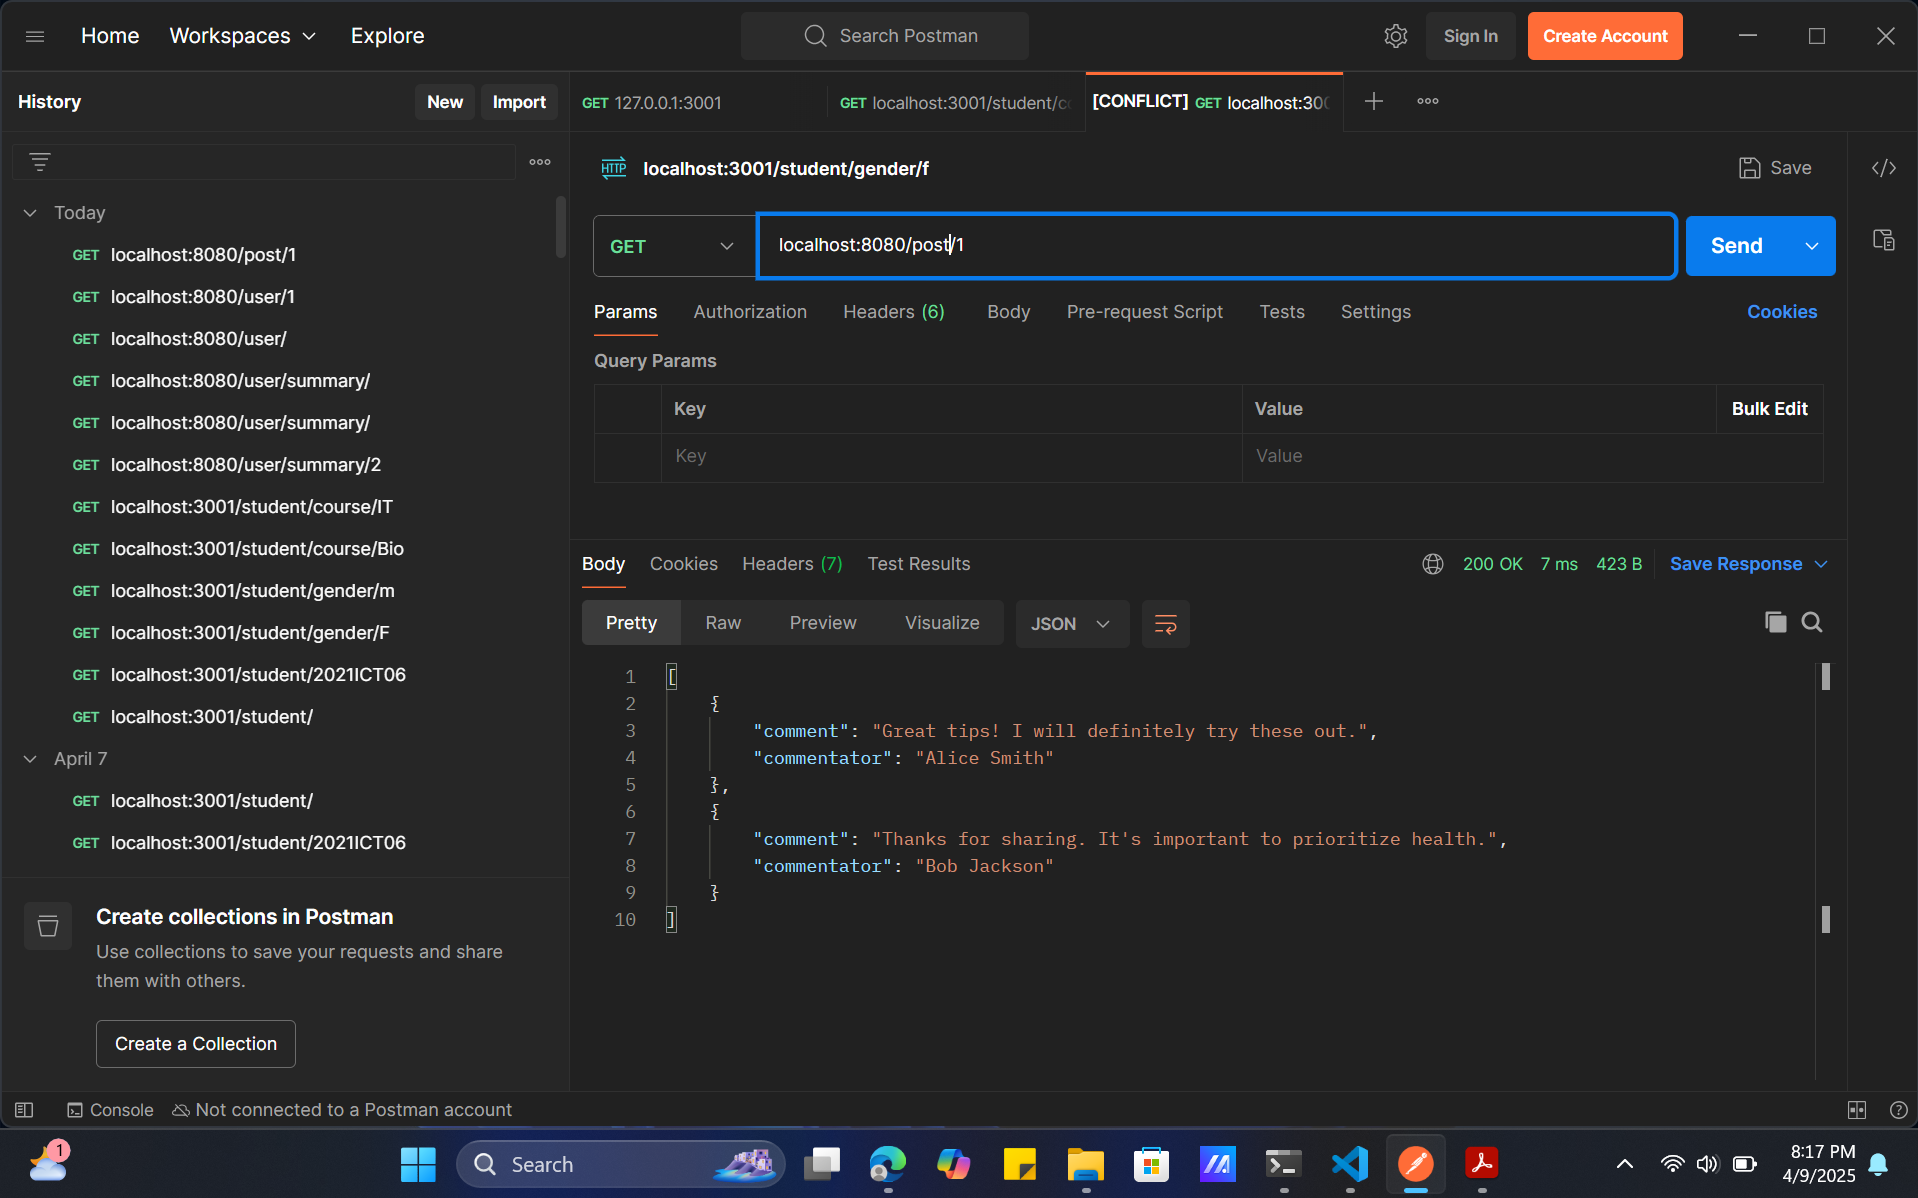 Home Workspaces Explore Search Postman Sign In Create Account
History New Import
GET 127.0.0.1:3001 GET localhost:3001/student/co [CONFLICT] GET localhost:300
HTTP localhost:3001/student/gender/f Save
GET localhost:8080/post/1 Send
Params Authorization Headers (6) Body Pre-request Script Tests Settings Cookies
Query Params
Key Value Bulk Edit
Key Value
Today
GET localhost:8080/post/1
GET localhost:8080/user/1
GET localhost:8080/user/
GET localhost:8080/user/summary/
GET localhost:8080/user/summary/
GET localhost:8080/user/summary/2
GET localhost:3001/student/course/IT
GET localhost:3001/student/course/Bio
GET localhost:3001/student/gender/m
GET localhost:3001/student/gender/F
GET localhost:3001/student/2021ICT06
GET localhost:3001/student/
April 7
GET localhost:3001/student/
GET localhost:3001/student/2021ICT06
Create collections in Postman
Use collections to save your requests and share
them with others.
Create a Collection
Body Cookies Headers (7) Test Results 200 OK 7 ms 423 B Save Response
Pretty Raw Preview Visualize JSON
1 [
2 {
3 "comment": "Great tips! I will definitely try these out.",
4 "commentator": "Alice Smith"
5 },
6 {
7 "comment": "Thanks for sharing. It's important to prioritize health.",
8 "commentator": "Bob Jackson"
9 }
10 ]
Console Not connected to a Postman account
1 Search 8:17 PM
4/9/2025